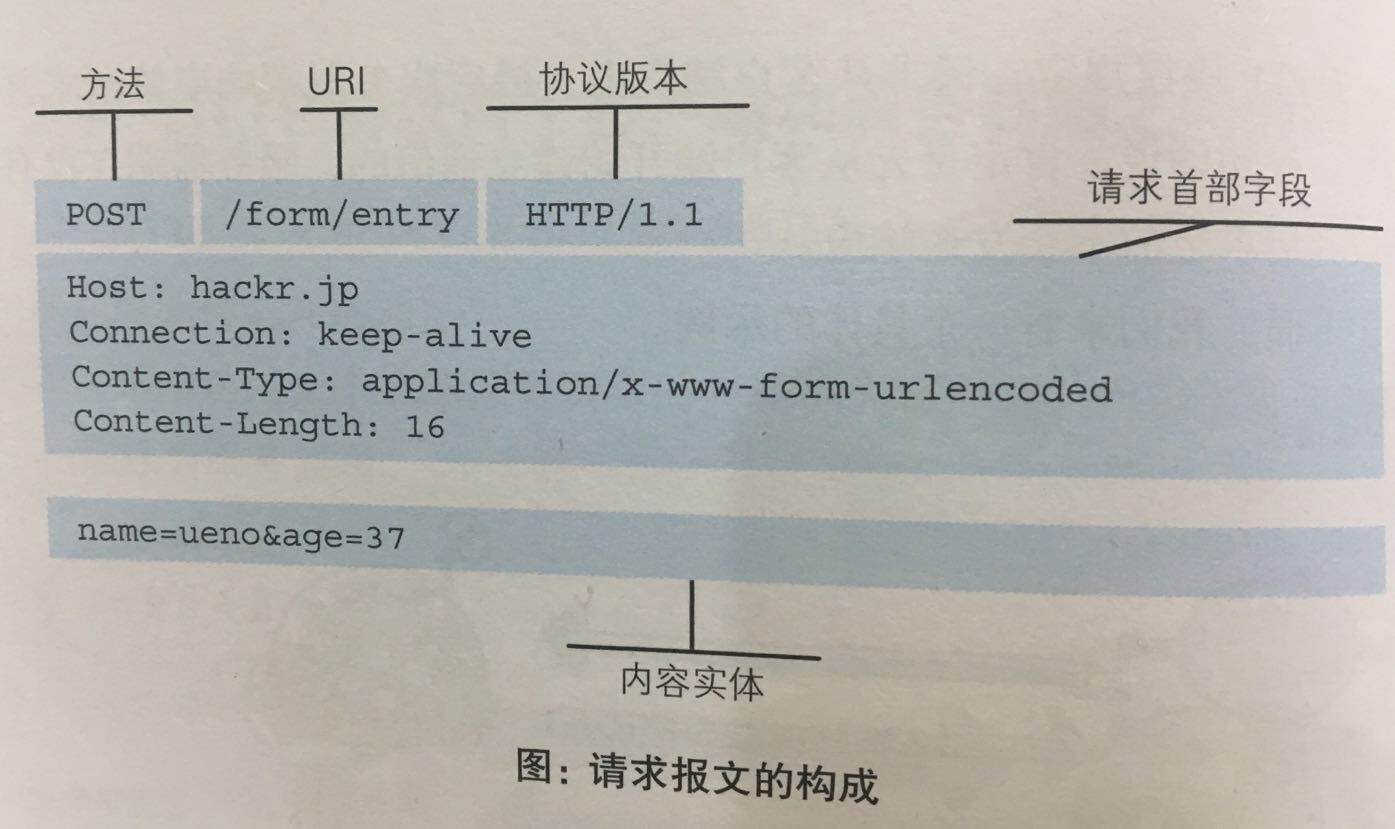 方法 URI 协议版本
POST /form/entry HTTP/1.1
请求首部字段
Host: hackr.jp
Connection: keep-alive
Content-Type: application/x-www-form-urlencoded
Content-Length: 16
name=ueno&age=37
内容实体
图：请求报文的构成